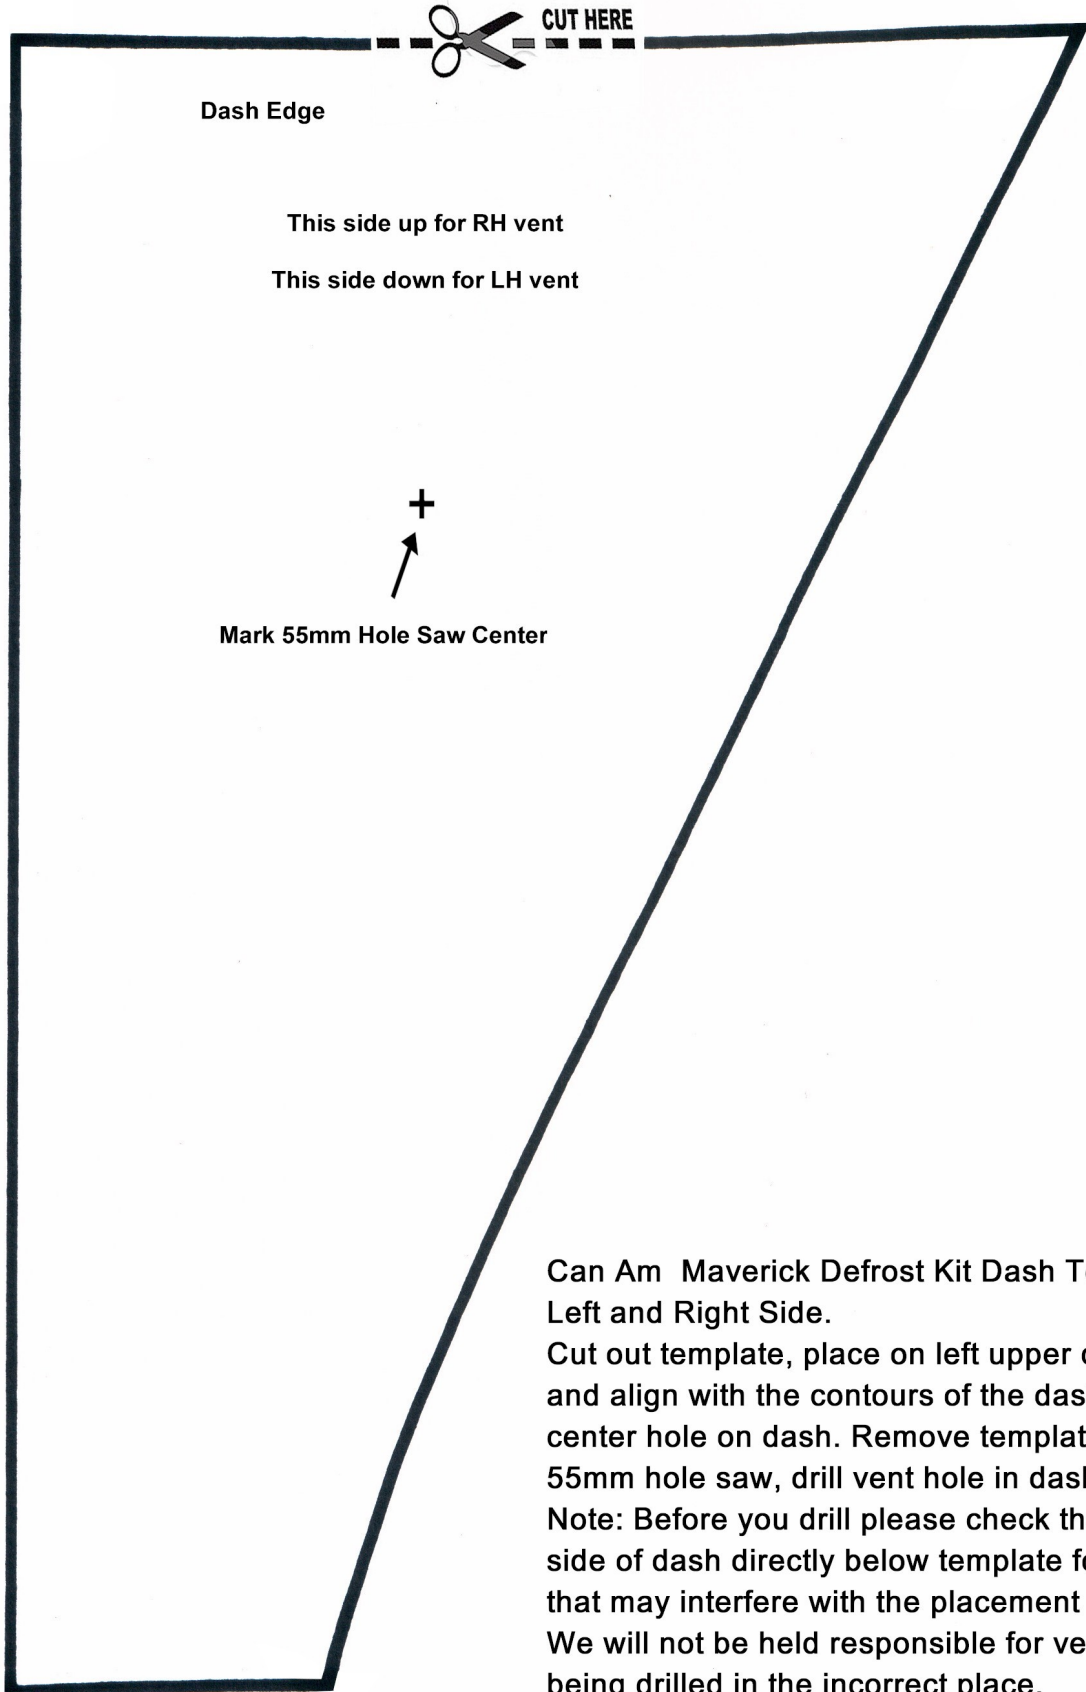 CUT HERE
Dash Edge
This side up for RH vent
This side down for LH vent
+
Mark 55mm Hole Saw Center
Can Am Maverick Defrost Kit Dash
Left and Right Side.
Cut out template, place on left upper
and align with the contours of the
center hole on dash. Remove
55mm hole saw, drill vent hole in
Note: Before you drill please check
side of dash directly below template
that may interfere with the placement
We will not be held responsible for
being drilled in the incorrect place.